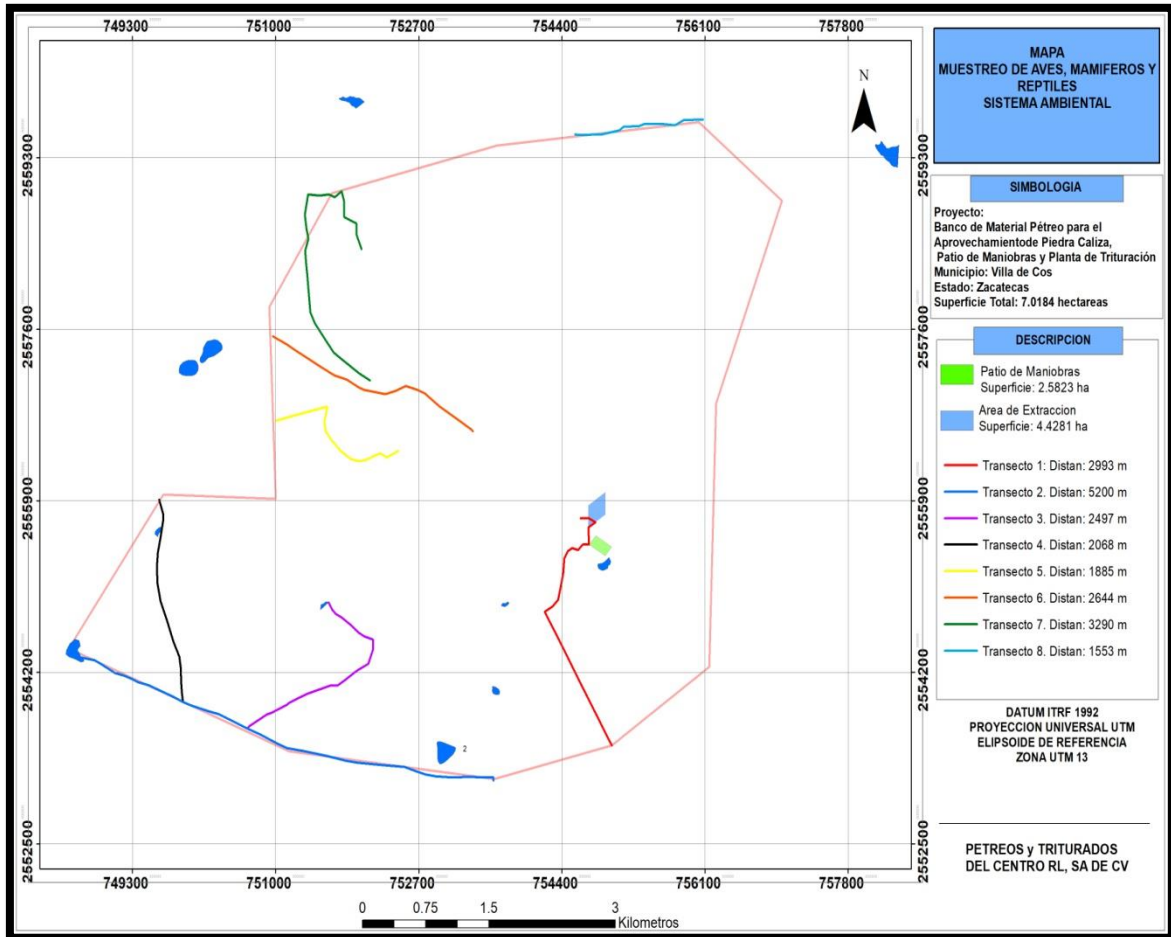 749300 751000 752700 754400 756100 757800
MAPA
MUESTREO DE AVES, MAMIFEROS Y
REPTILES
SISTEMA AMBIENTAL
N
2559300 2559300
SIMBOLOGIA
Proyecto:
Banco de Material Pétreo para el
Aprovechamientode Piedra Caliza,
Patio de Maniobras y Planta de Trituración
Municipio: Villa de Cos
Estado: Zacatecas
Superficie Total: 7.0184 hectareas
2557600 2557600
DESCRIPCION
Patio de Maniobras
Superficie: 2.5823 ha
Area de Extraccion
Superficie: 4.4281 ha
Transecto 1: Distan: 2993 m
Transecto 2. Distan: 5200 m
Transecto 3. Distan: 2497 m
Transecto 4. Distan: 2068 m
Transecto 5. Distan: 1885 m
Transecto 6. Distan: 2644 m
Transecto 7. Distan: 3290 m
Transecto 8. Distan: 1553 m
2555900 2555900
2554200 2554200
2
DATUM ITRF 1992
PROYECCION UNIVERSAL UTM
ELIPSOIDE DE REFERENCIA
ZONA UTM 13
2552500 2552500
PETREOS y TRITURADOS
DEL CENTRO RL, SA DE CV
749300 751000 752700 754400 756100 757800
0 0.75 1.5 3
Kilometros